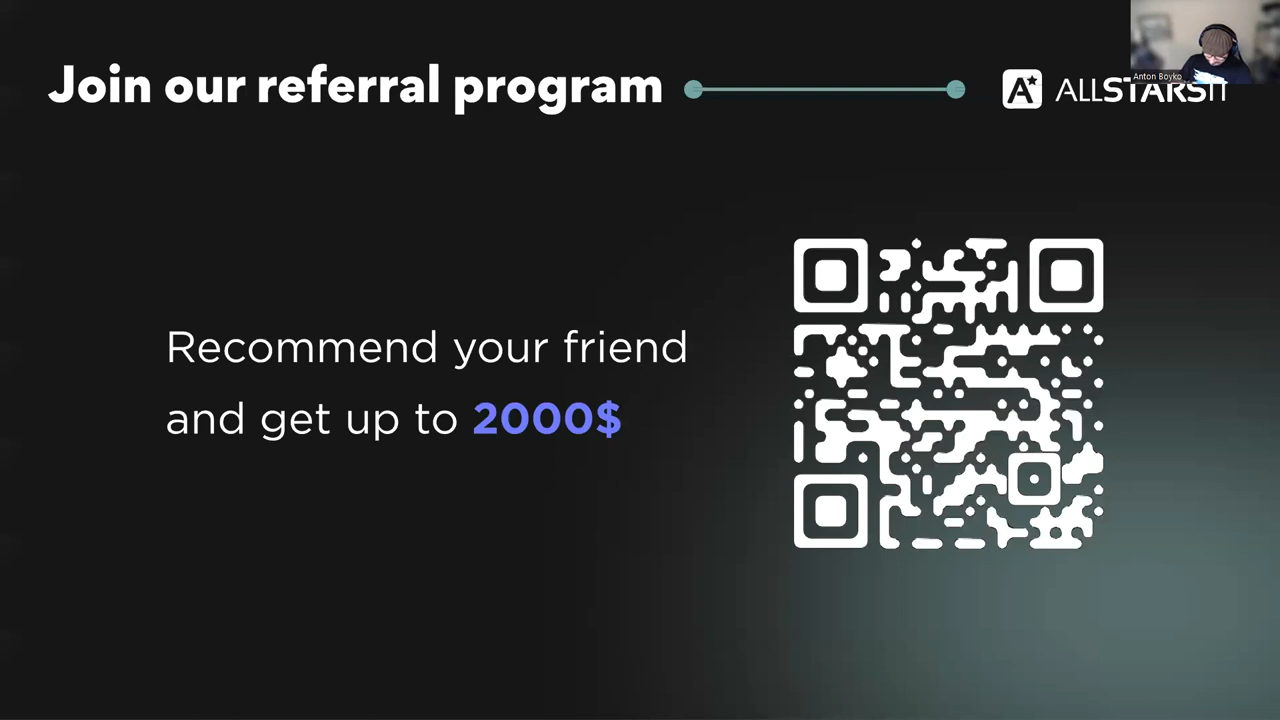 Join our referral program
ALLSTARSIT
Anton Boyko
Recommend your friend
and get up to 2000$